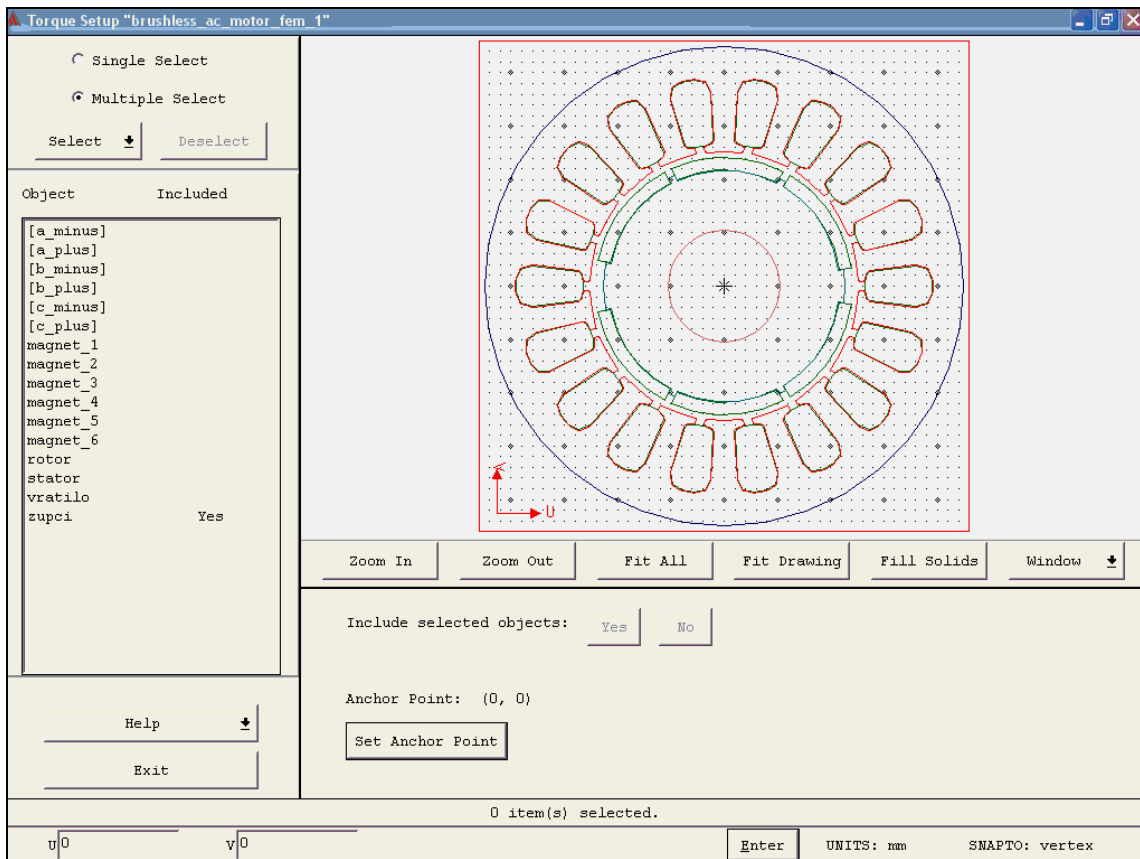 Torque Setup "brushless_ac_motor_fem_1"
Single Select
Multiple Select
Select Deselect
Object Included
[a_minus]
[a_plus]
[b_minus]
[b_plus]
[c_minus]
[c_plus]
magnet_1
magnet_2
magnet_3
magnet_4
magnet_5
magnet_6
rotor
stator
vratilo
zupci Yes
Help
Exit
U
Zoom In Zoom Out Fit All Fit Drawing Fill Solids Window
Include selected objects: Yes No
Anchor Point: (0, 0)
Set Anchor Point
0 item(s) selected.
U 0 V 0 Enter UNITS: mm SNAPTO: vertex